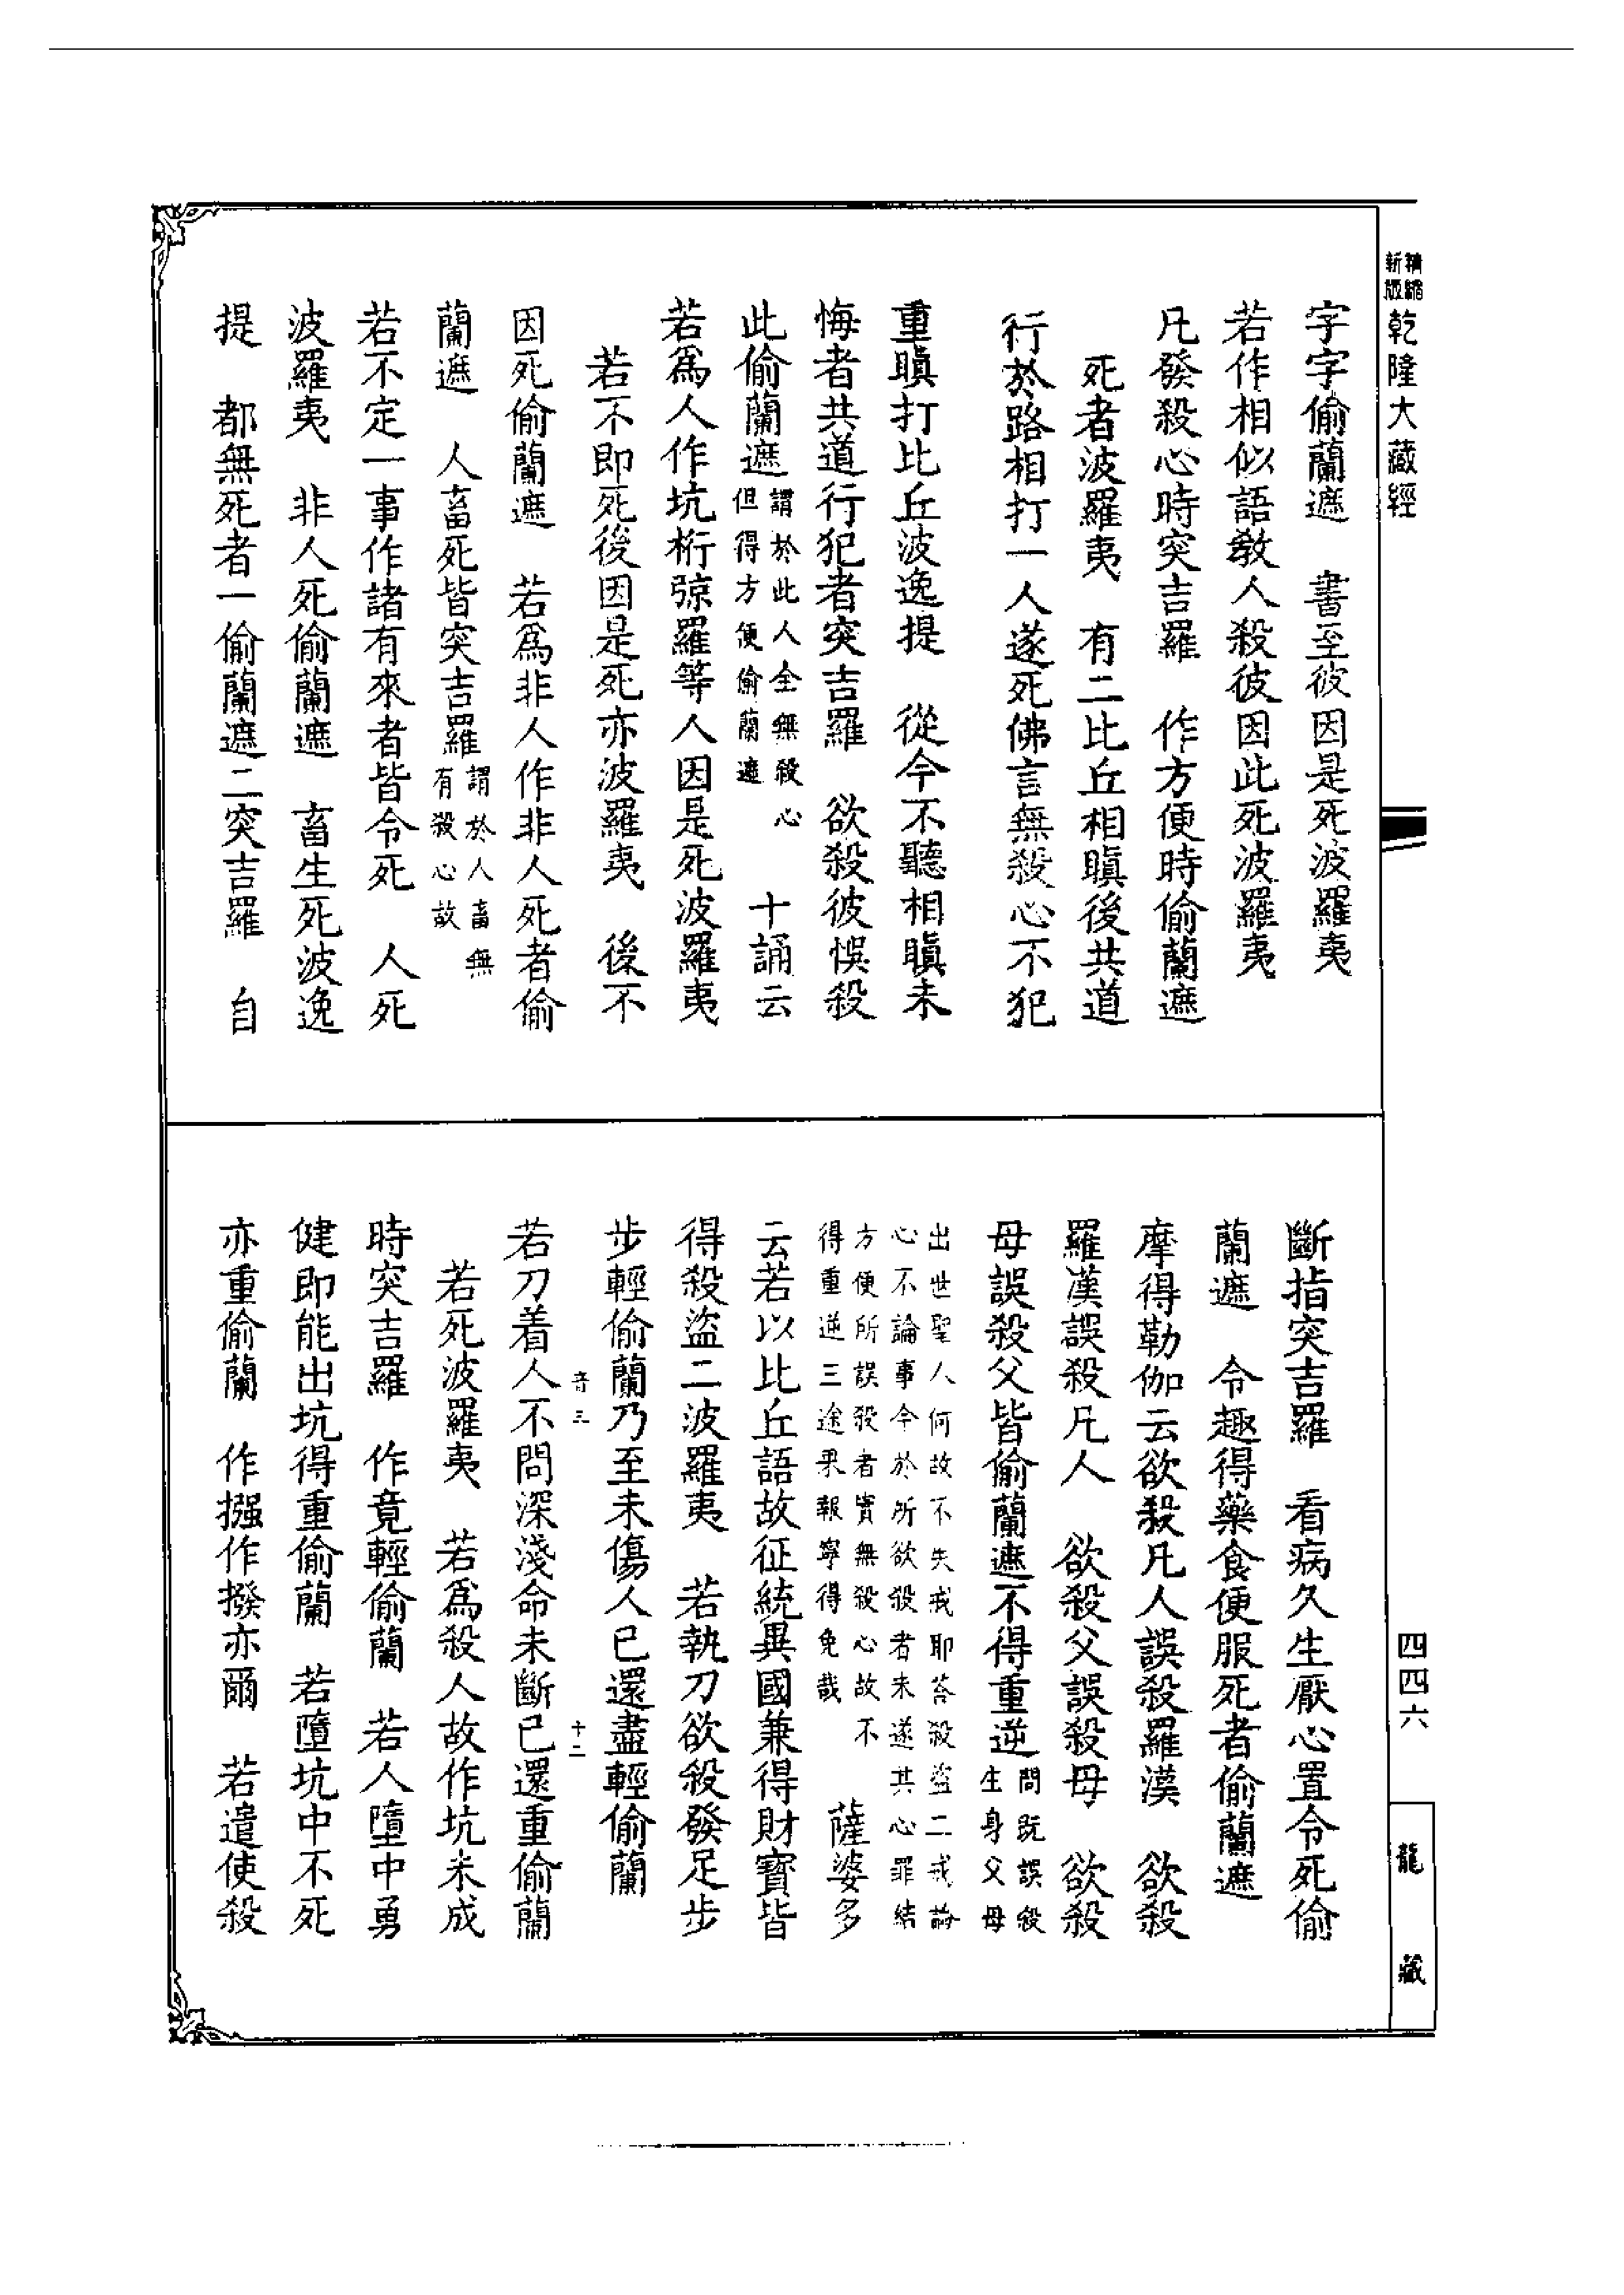 精縮新版乾隆大藏經
字字偷蘭遮　書至彼因是死波羅夷
若作相似語教人殺彼因此死波羅夷
凡發殺心時突吉羅　作方便時偷蘭遮
死者波羅夷　有二比丘相瞋後共道
行於路相打一人遂死佛言無殺心不犯
重瞋打比丘波逸提　從今不聽相瞋未
悔者共道行犯者突吉羅　欲殺彼悞殺
此偷蘭遮謂於此人全無殺心但得方便偷蘭遮　十誦云
若為人作坑桁弶羅等人因是死波羅夷
若不即死後因是死亦波羅夷　後不
因死偷蘭遮　若為非人作非人死者偷
蘭遮　人畜死皆突吉羅謂於人畜無有殺心故
若不定一事作諸有來者皆令死　人死
波羅夷　非人死偷蘭遮　畜生死波逸
提　都無死者一偷蘭遮二突吉羅　自
斷指突吉羅　看病久生厭心置令死偷
蘭遮　令趣得藥食便服死者偷蘭遮
摩得勒伽云欲殺凡人誤殺羅漢　欲殺
羅漢誤殺凡人　欲殺父誤殺母　欲殺
母誤殺父皆偷蘭遮不得重逆問既誤殺生身父母
出世聖人何故不失戒耶荅殺盜二戒論
心不論事今於所欲殺者未遂其心罪結
方便所誤殺者實無殺心故不
得重逆三途果報寧得免哉　薩婆多
云若以比丘語故征統異國兼得財寶皆
得殺盜二波羅夷　若執刀欲殺發足步
步輕偷蘭乃至未傷人已還盡輕偷蘭
音三　十二
若刀着人不問深淺命未斷已還重偷蘭
若死波羅夷　若為殺人故作坑未成
時突吉羅　作竟輕偷蘭　若人墮中勇
健即能出坑得重偷蘭　若墮坑中不死
亦重偷蘭　作摾作撥亦爾　若遣使殺
四四六
龍藏